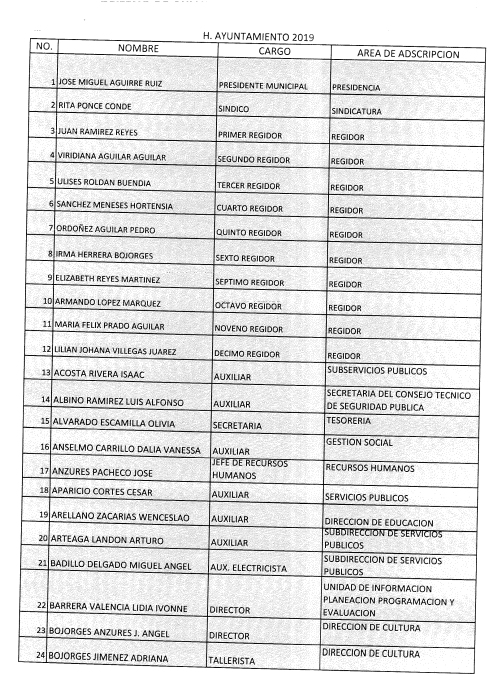 H. AYUNTAMIENTO 2019
NO. NOMBRE CARGO AREA DE ADSCRIPCION
1 JOSE MIGUEL AGUIRRE RUIZ PRESIDENTE MUNICIPAL PRESIDENCIA
2 RITA PONCE CONDE SINDICO SINDICATURA
3 JUAN RAMIREZ REYES PRIMER REGIDOR REGIDOR
4 VIRIDIANA AGUILAR AGUILAR SEGUNDO REGIDOR REGIDOR
5 ULISES ROLDAN BUENDIA TERCER REGIDOR REGIDOR
6 SANCHEZ MENESES HORTENSIA CUARTO REGIDOR REGIDOR
7 ORDOÑEZ AGUILAR PEDRO QUINTO REGIDOR REGIDOR
8 IRMA HERRERA BOJORGES SEXTO REGIDOR REGIDOR
9 ELIZABETH REYES MARTINEZ SEPTIMO REGIDOR REGIDOR
10 ARMANDO LOPEZ MARQUEZ OCTAVO REGIDOR REGIDOR
11 MARIA FELIX PRADO AGUILAR NOVENO REGIDOR REGIDOR
12 LILIAN JOHANA VILLEGAS JUAREZ DECIMO REGIDOR REGIDOR
13 ACOSTA RIVERA ISAAC AUXILIAR SUBSERVICIOS PUBLICOS
14 ALBINO RAMIREZ LUIS ALFONSO AUXILIAR SECRETARIA DEL CONSEJO TECNICO
DE SEGURIDAD PUBLICA
15 ALVARADO ESCAMILLA OLIVIA SECRETARIA TESORERIA
16 ANSELMO CARRILLO DALIA VANESSA AUXILIAR GESTION SOCIAL
17 ANZURES PACHECO JOSE JEFE DE RECURSOS
HUMANOS RECURSOS HUMANOS
18 APARICIO CORTES CESAR AUXILIAR SERVICIOS PUBLICOS
19 ARELLANO ZACARIAS WENCESLAO AUXILIAR DIRECCION DE EDUCACION
20 ARTEAGA LANDON ARTURO AUXILIAR SUBDIRECCION DE SERVICIOS
PUBLICOS
21 BADILLO DELGADO MIGUEL ANGEL AUX. ELECTRICISTA SUBDIRECCION DE SERVICIOS
PUBLICOS
22 BARRERA VALENCIA LIDIA IVONNE DIRECTOR UNIDAD DE INFORMACION
PLANEACION PROGRAMACION Y
EVALUACION
23 BOJORGES ANZURES J. ANGEL DIRECTOR DIRECCION DE CULTURA
24 BOJORGES JIMENEZ ADRIANA TALLERISTA DIRECCION DE CULTURA